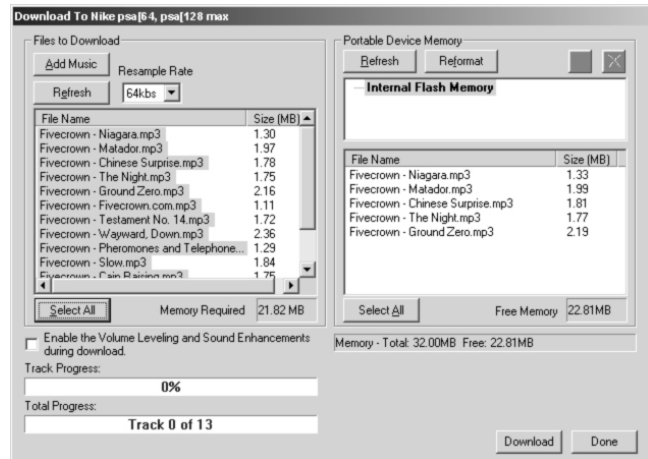 Download To Nike psa[64, psa[128 max
Files to Download
Add Music
Resample Rate
Refresh
64kbs
File Name Size (MB)
Fivecrown - Niagara.mp3 1.30
Fivecrown - Matador.mp3 1.97
Fivecrown - Chinese Surprise.mp3 1.78
Fivecrown - The Night.mp3 1.75
Fivecrown - Ground Zero.mp3 2.16
Fivecrown - Fivecrown.com.mp3 1.11
Fivecrown - Testament No. 14.mp3 1.72
Fivecrown - Wayward, Down.mp3 2.36
Fivecrown - Pheromones and Telephone... 1.29
Fivecrown - Slow.mp3 1.84
Fivecrown - Cain Raising.mp3 1.75
Select All
Memory Required 21.82 MB
Enable the Volume Leveling and Sound Enhancements
during download.
Track Progress:
0%
Total Progress:
Track 0 of 13
Portable Device Memory
Refresh
Reformat
Internal Flash Memory
File Name Size (MB)
Fivecrown - Niagara.mp3 1.33
Fivecrown - Matador.mp3 1.99
Fivecrown - Chinese Surprise.mp3 1.81
Fivecrown - The Night.mp3 1.77
Fivecrown - Ground Zero.mp3 2.19
Select All
Free Memory 22.81MB
Memory - Total: 32.00MB Free: 22.81MB
Download
Done